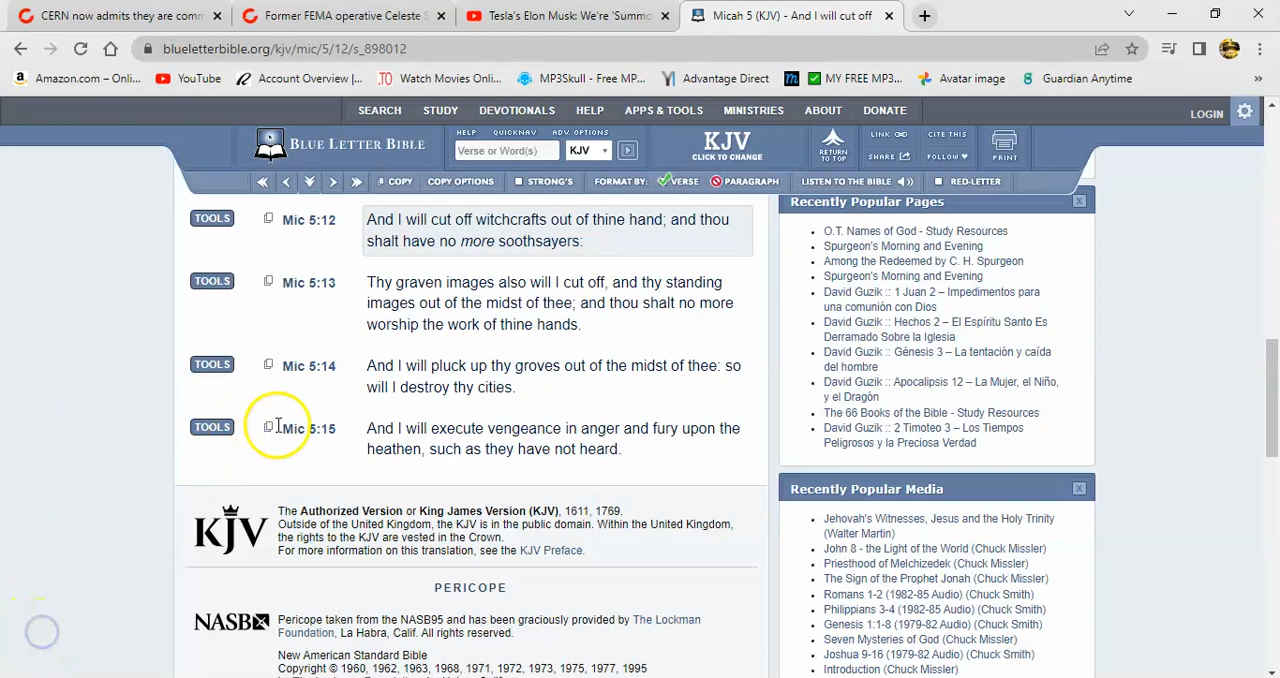 CERN now admits they are comm
Former FEMA operative Celeste S
Tesla's Elon Musk: We're 'Summo
Micah 5 (KJV) - And I will cut off
blueletterbible.org/kjv/mic/5/12/s_898012
Amazon.com – Onli...
YouTube
Account Overview |...
.TO Watch Movies Onl...
MP3Skull - Free MP...
Advantage Direct
MY FREE MP3...
Avatar image
Guardian Anytime
»
SEARCH STUDY DEVOTIONALS HELP APPS & TOOLS MINISTRIES ABOUT DONATE
LOGIN
BLUE LETTER BIBLE
HELP QUICKNAV ADV. OPTIONS
Verse or Word(s) KJV
KJV
CLICK TO CHANGE
RETURN
TO TOP
LINK CITE THIS
SHARE FOLLOW
PRINT
COPY COPY OPTIONS STRONG'S FORMAT BY: VERSE PARAGRAPH LISTEN TO THE BIBLE RED-LETTER
TOOLS Mic 5:12 And I will cut off witchcrafts out of thine hand; and thou
shalt have no more soothsayers:
TOOLS Mic 5:13 Thy graven images also will I cut off, and thy standing
images out of the midst of thee; and thou shalt no more
worship the work of thine hands.
TOOLS Mic 5:14 And I will pluck up thy groves out of the midst of thee: so
will I destroy thy cities.
TOOLS Mic 5:15 And I will execute vengeance in anger and fury upon the
heathen, such as they have not heard.
KJV
The Authorized Version or King James Version (KJV), 1611, 1769.
Outside of the United Kingdom, the KJV is in the public domain. Within the United Kingdom,
the rights to the KJV are vested in the Crown.
For more information on this translation, see the KJV Preface.
PERICOPE
NASB
Pericope taken from the NASB95 and has been graciously provided by The Lockman
Foundation, La Habra, Calif. All rights reserved.
New American Standard Bible
Copyright © 1960, 1962, 1963, 1968, 1971, 1972, 1973, 1975, 1977, 1995
Recently Popular Pages
O.T. Names of God - Study Resources
Spurgeon's Morning and Evening
Among the Redeemed by C. H. Spurgeon
Spurgeon's Morning and Evening
David Guzik :: 1 Juan 2 – Impedimentos para
una comunión con Dios
David Guzik :: Hechos 2 – El Espíritu Santo Es
Derramado Sobre la Iglesia
David Guzik :: Génesis 3 – La tentación y caída
del hombre
David Guzik :: Apocalipsis 12 – La Mujer, el Niño,
y el Dragón
The 66 Books of the Bible - Study Resources
David Guzik :: 2 Timoteo 3 – Los Tiempos
Peligrosos y la Preciosa Verdad
Recently Popular Media
Jehovah's Witnesses, Jesus and the Holy Trinity
(Walter Martin)
John 8 - the Light of the World (Chuck Missler)
Priesthood of Melchizedek (Chuck Missler)
The Sign of the Prophet Jonah (Chuck Missler)
Romans 1-2 (1982-85 Audio) (Chuck Smith)
Philippians 3-4 (1982-85 Audio) (Chuck Smith)
Genesis 1:1-8 (1979-82 Audio) (Chuck Smith)
Seven Mysteries of God (Chuck Missler)
Joshua 9-16 (1979-82 Audio) (Chuck Smith)
Introduction (Chuck Missler)